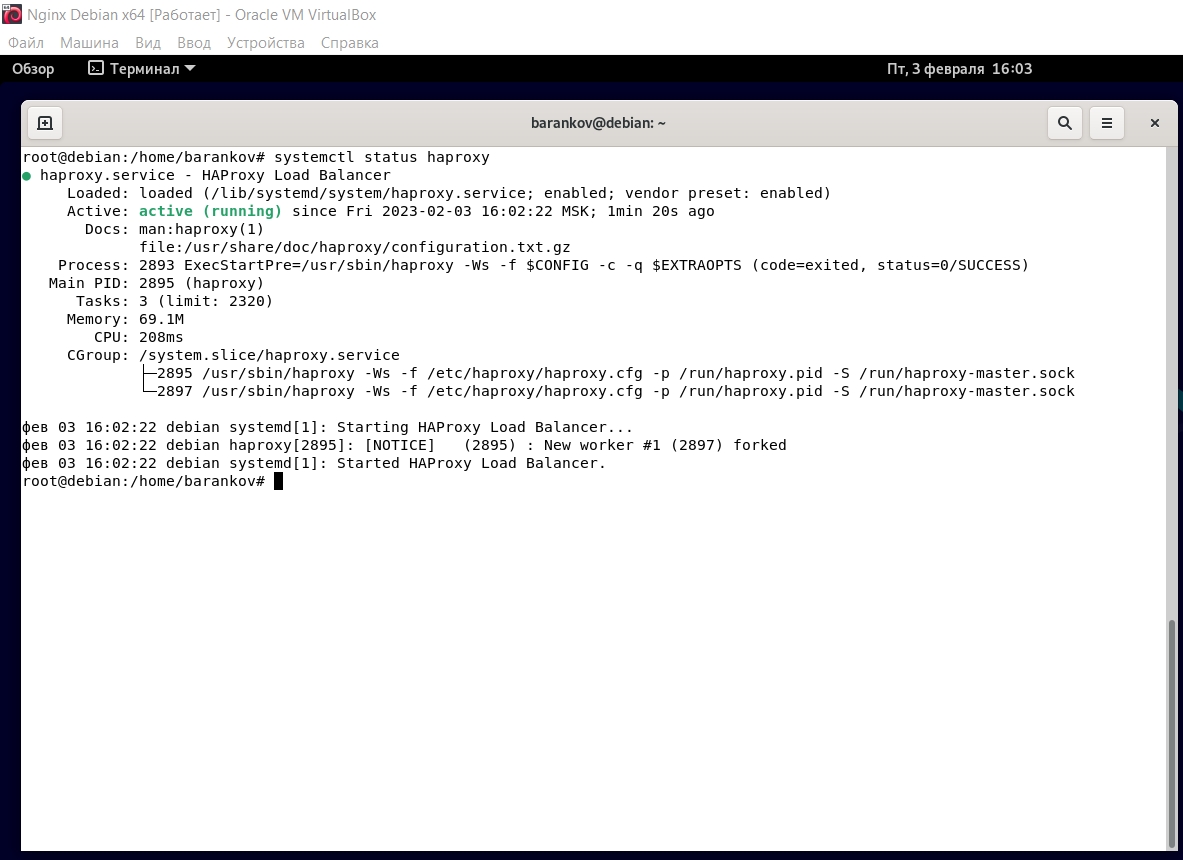 Nginx Debian x64 [Работает] - Oracle VM VirtualBox
Файл Машина Вид Ввод Устройства Справка
Обзор Терминал Пт, 3 февраля 16:03
barankov@debian: ~
root@debian:/home/barankov# systemctl status haproxy
● haproxy.service - HAProxy Load Balancer
     Loaded: loaded (/lib/systemd/system/haproxy.service; enabled; vendor preset: enabled)
     Active: active (running) since Fri 2023-02-03 16:02:22 MSK; 1min 20s ago
       Docs: man:haproxy(1)
             file:/usr/share/doc/haproxy/configuration.txt.gz
    Process: 2893 ExecStartPre=/usr/sbin/haproxy -Ws -f $CONFIG -c -q $EXTRAOPTS (code=exited, status=0/SUCCESS)
   Main PID: 2895 (haproxy)
      Tasks: 3 (limit: 2320)
     Memory: 69.1M
        CPU: 208ms
     CGroup: /system.slice/haproxy.service
             ├─2895 /usr/sbin/haproxy -Ws -f /etc/haproxy/haproxy.cfg -p /run/haproxy.pid -S /run/haproxy-master.sock
             └─2897 /usr/sbin/haproxy -Ws -f /etc/haproxy/haproxy.cfg -p /run/haproxy.pid -S /run/haproxy-master.sock
фев 03 16:02:22 debian systemd[1]: Starting HAProxy Load Balancer...
фев 03 16:02:22 debian haproxy[2895]: [NOTICE]   (2895) : New worker #1 (2897) forked
фев 03 16:02:22 debian systemd[1]: Started HAProxy Load Balancer.
root@debian:/home/barankov#